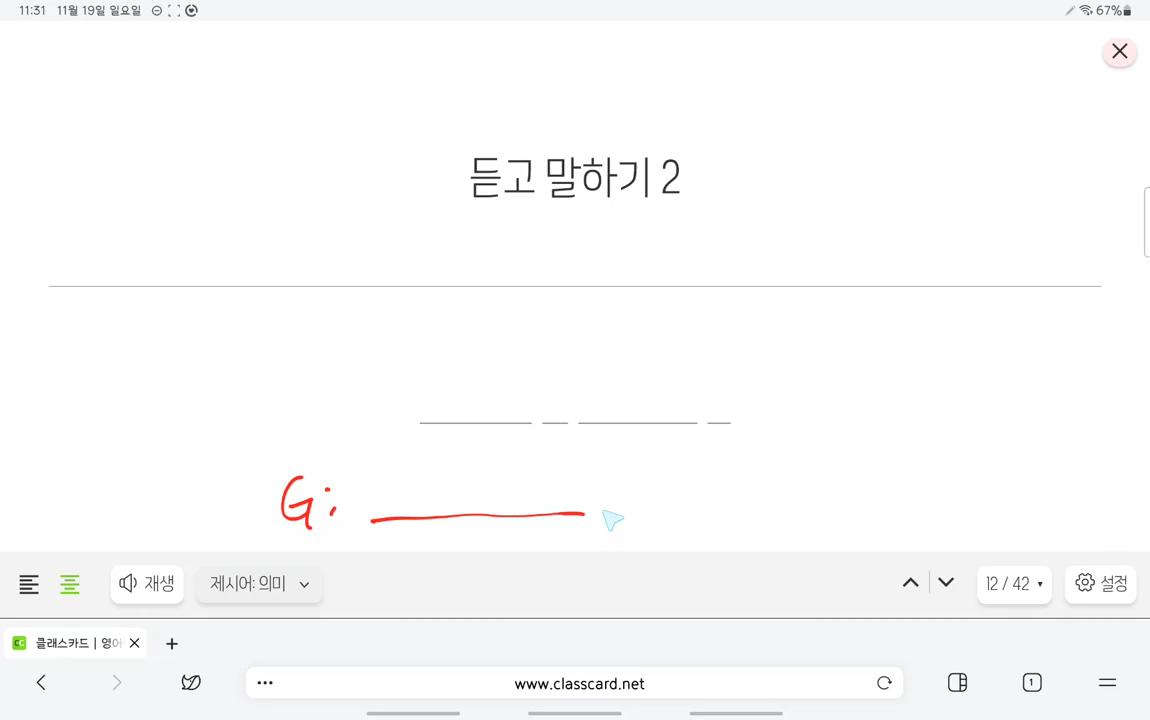 11:31 11월 19일 일요일 67%
듣고 말하기 2
G:
재생 제시어: 의미 12 / 42 설정
클래스카드 | 영어
www.classcard.net 1